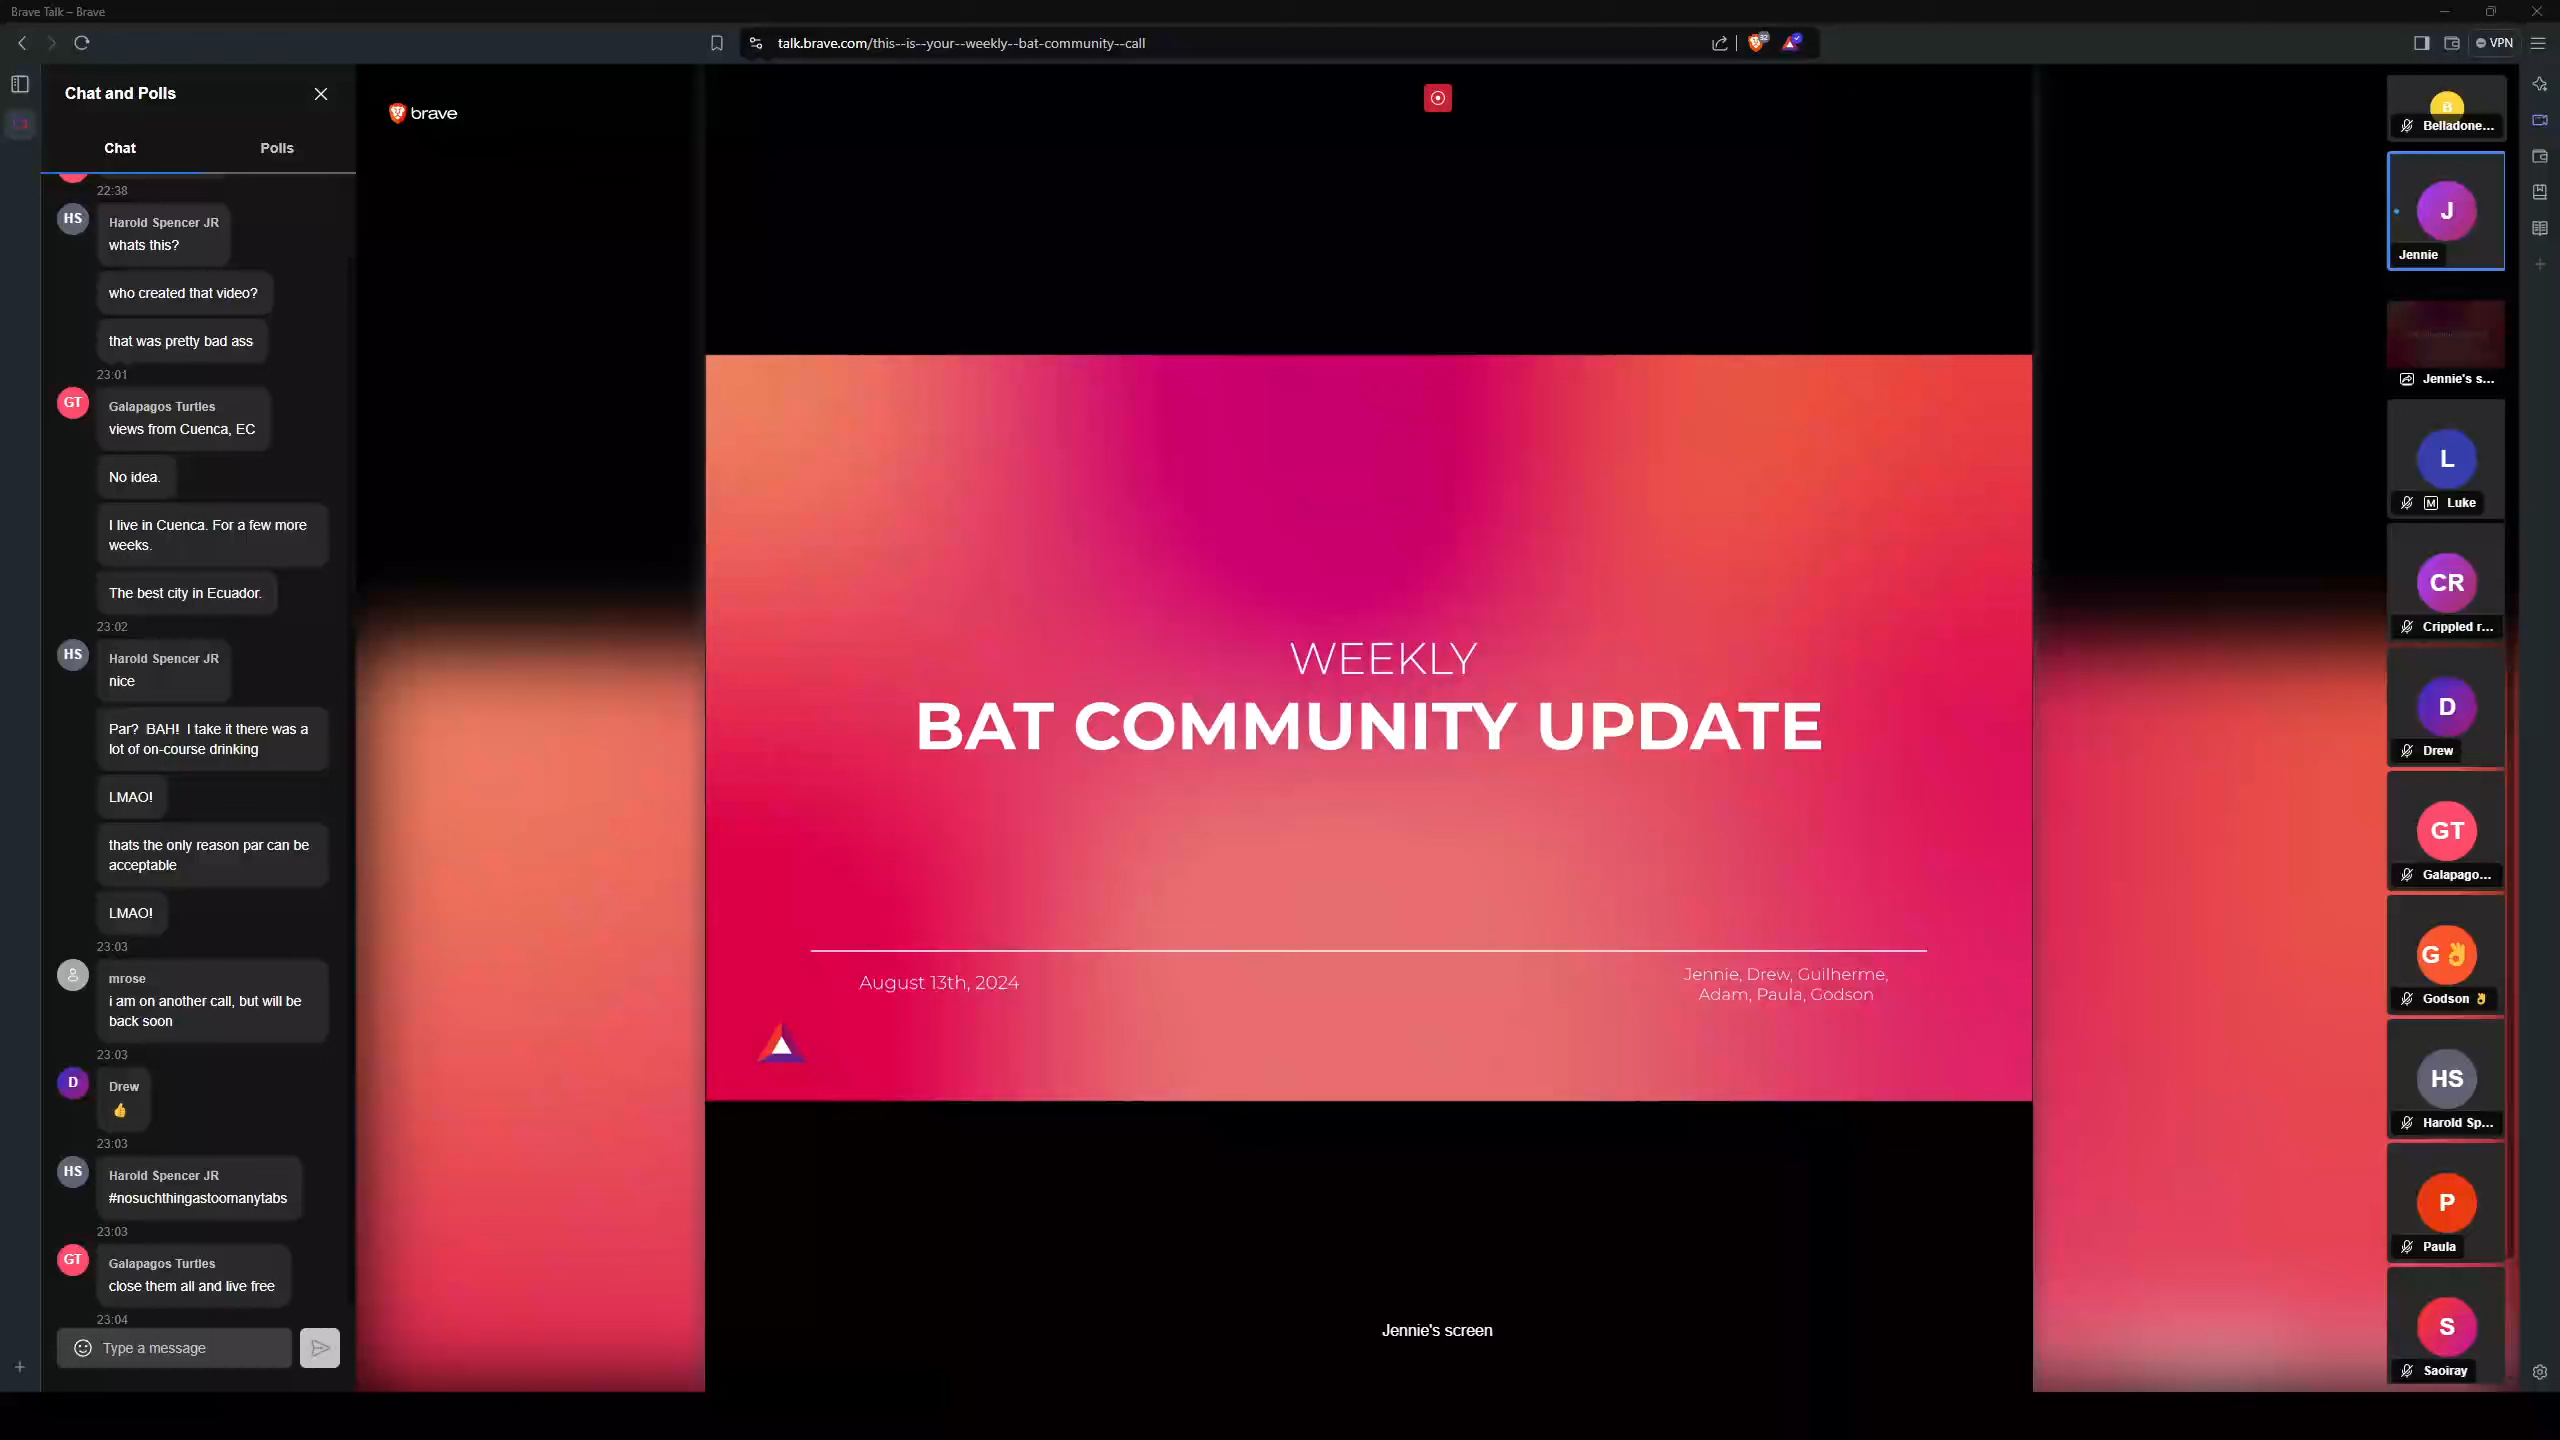 Brave Talk – Brave
talk.brave.com/this--is--your--weekly--bat-community--call
32
VPN
Chat and Polls
Chat
Polls
22:38
HS
Harold Spencer JR
whats this?
who created that video?
that was pretty bad ass
23:01
GT
Galapagos Turtles
views from Cuenca, EC
No idea.
I live in Cuenca. For a few more
weeks.
The best city in Ecuador.
23:02
HS
Harold Spencer JR
nice
Par?  BAH!  I take it there was a
lot of on-course drinking
LMAO!
thats the only reason par can be
acceptable
LMAO!
23:03
mrose
i am on another call, but will be
back soon
23:03
D
Drew
👍
23:03
HS
Harold Spencer JR
#nosuchthingastoomanytabs
23:03
GT
Galapagos Turtles
close them all and live free
23:04
Type a message
brave
WEEKLY
BAT COMMUNITY UPDATE
August 13th, 2024
Jennie, Drew, Guilherme,
Adam, Paula, Godson
Jennie's screen
B
Belladone...
J
Jennie
Jennie's s...
L
M Luke
CR
Crippled r...
D
Drew
GT
Galapago...
G👌
Godson 👌
HS
Harold Sp...
P
Paula
S
Saoiray